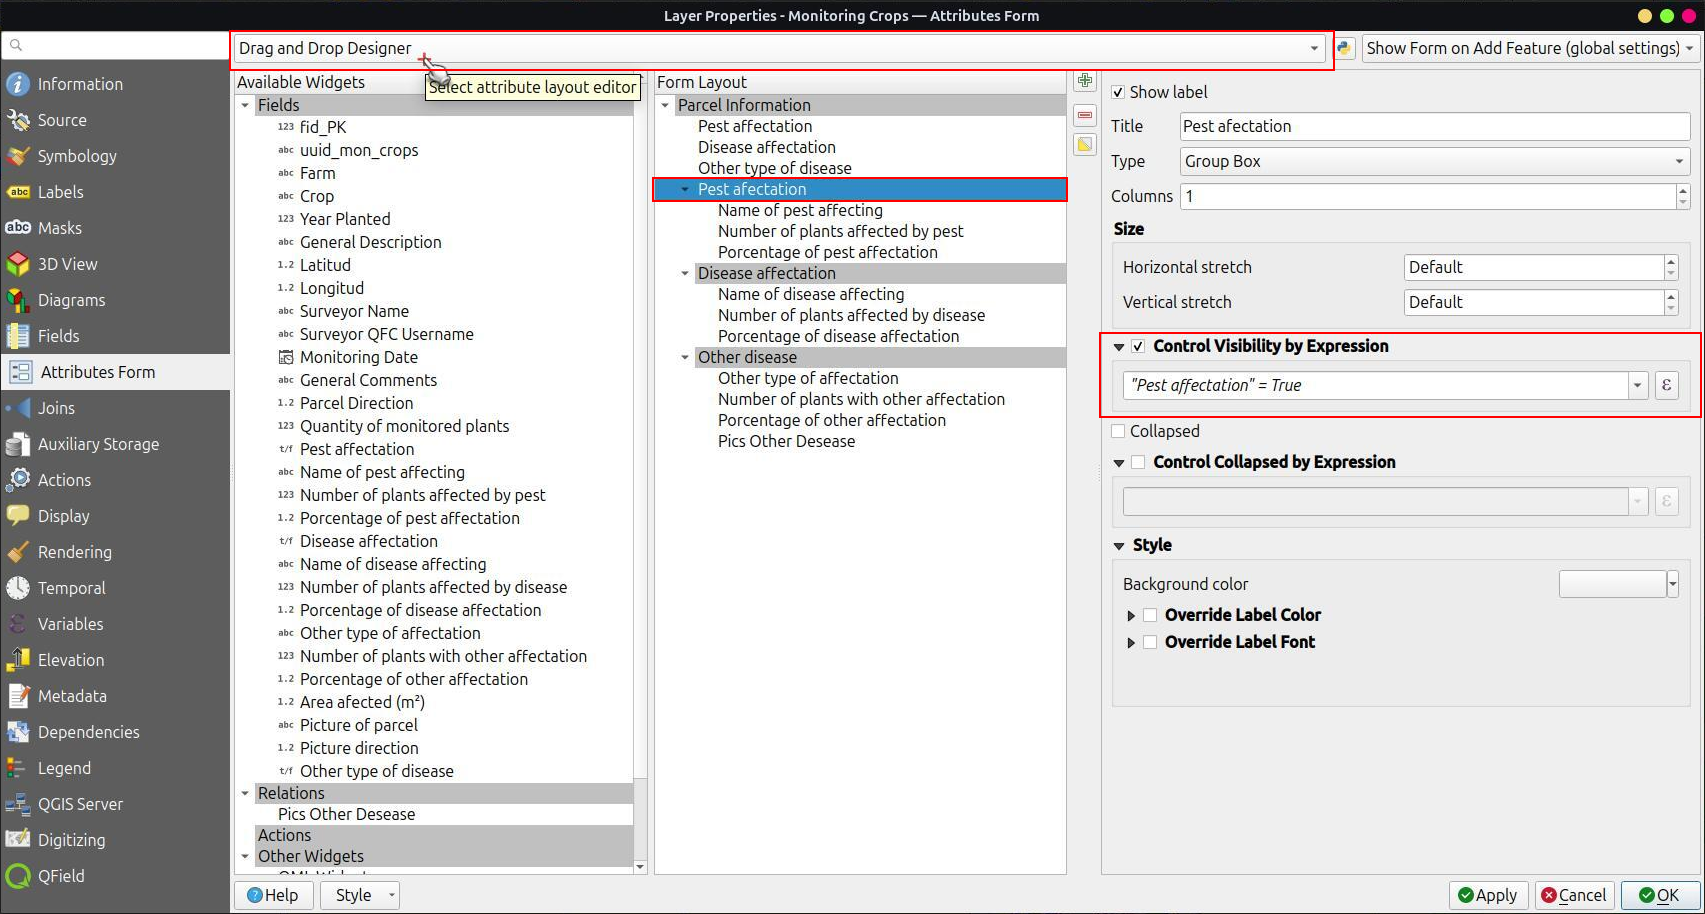 Layer Properties - Monitoring Crops — Attributes Form
Drag and Drop Designer
Show Form on Add Feature (global settings)
Select attribute layout editor
Information
Source
Symbology
abc Labels
abc Masks
3D View
Diagrams
Fields
Attributes Form
Joins
Auxiliary Storage
Actions
Display
Rendering
Temporal
Variables
Elevation
Metadata
Dependencies
Legend
QGIS Server
Digitizing
QField
Available Widgets
Fields
123 fid_PK
abc uuid_mon_crops
abc Farm
abc Crop
123 Year Planted
abc General Description
1.2 Latitud
1.2 Longitud
abc Surveyor Name
abc Surveyor QFC Username
Monitoring Date
abc General Comments
1.2 Parcel Direction
123 Quantity of monitored plants
t/f Pest affectation
abc Name of pest affecting
123 Number of plants affected by pest
1.2 Porcentage of pest affectation
t/f Disease affectation
abc Name of disease affecting
123 Number of plants affected by disease
1.2 Porcentage of disease affectation
abc Other type of affectation
123 Number of plants with other affectation
1.2 Porcentage of other affectation
1.2 Area afected (m²)
abc Picture of parcel
1.2 Picture direction
t/f Other type of disease
Relations
Pics Other Desease
Actions
Other Widgets
Form Layout
Parcel Information
Pest affectation
Disease affectation
Other type of disease
Pest afectation
Name of pest affecting
Number of plants affected by pest
Porcentage of pest affectation
Disease affectation
Name of disease affecting
Number of plants affected by disease
Porcentage of disease affectation
Other disease
Other type of affectation
Number of plants with other affectation
Porcentage of other affectation
Pics Other Desease
Show label
Title Pest afectation
Type Group Box
Columns 1
Size
Horizontal stretch Default
Vertical stretch Default
Control Visibility by Expression
"Pest affectation" = True ε
Collapsed
Control Collapsed by Expression
ε
Style
Background color
Override Label Color
Override Label Font
Help Style Apply Cancel OK